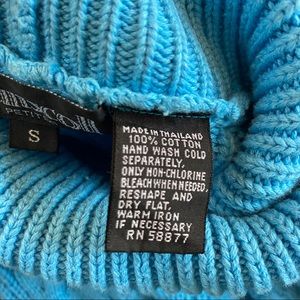 PETITE
S
MADE IN THAILAND
100% COTTON
HAND WASH COLD
SEPARATELY,
ONLY NON-CHLORINE
BLEACH WHEN NEEDED,
RESHAPE AND
DRY FLAT,
WARM IRON
IF NECESSARY
RN 58877